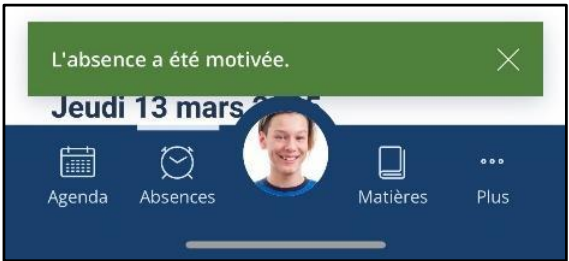 L'absence a été motivée.
Jeudi 13 mars
Agenda
Absences
Matières
Plus